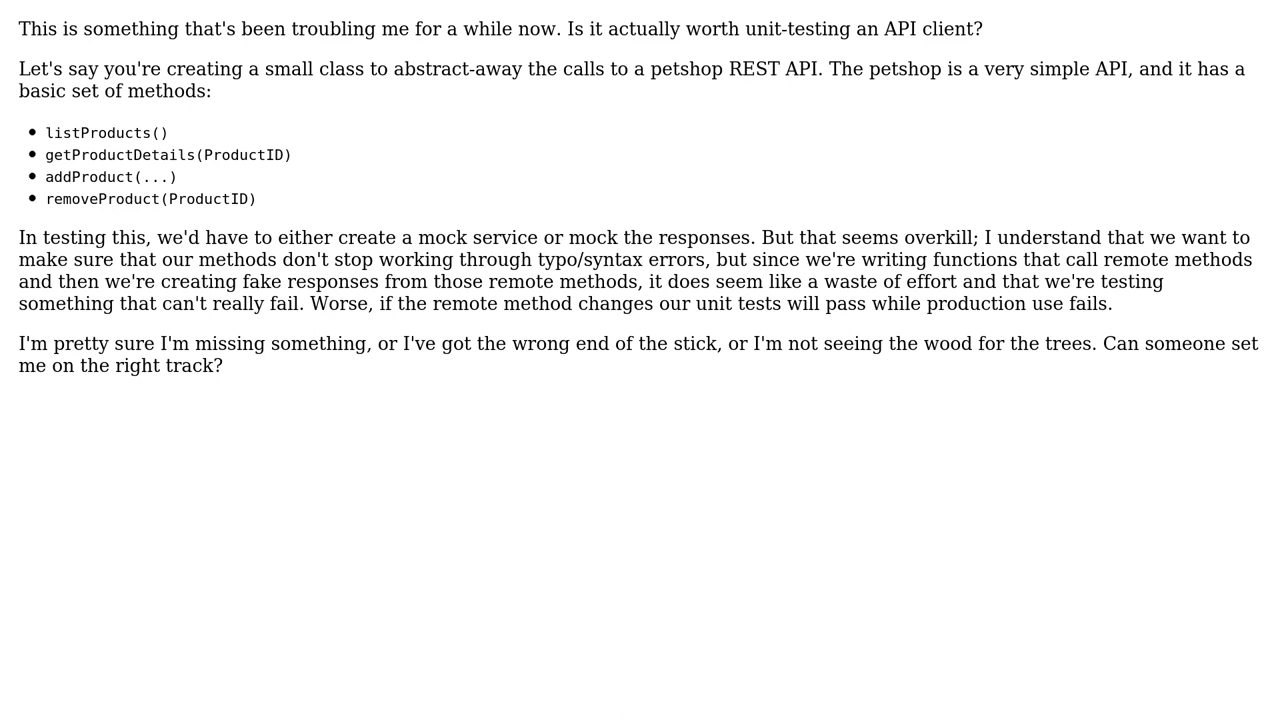 This is something that's been troubling me for a while now. Is it actually worth unit-testing an API client?
Let's say you're creating a small class to abstract-away the calls to a petshop REST API. The petshop is a very simple API, and it has a
basic set of methods:
• listProducts()
• getProductDetails(ProductID)
• addProduct(...)
• removeProduct(ProductID)
In testing this, we'd have to either create a mock service or mock the responses. But that seems overkill; I understand that we want to
make sure that our methods don't stop working through typo/syntax errors, but since we're writing functions that call remote methods
and then we're creating fake responses from those remote methods, it does seem like a waste of effort and that we're testing
something that can't really fail. Worse, if the remote method changes our unit tests will pass while production use fails.
I'm pretty sure I'm missing something, or I've got the wrong end of the stick, or I'm not seeing the wood for the trees. Can someone set
me on the right track?